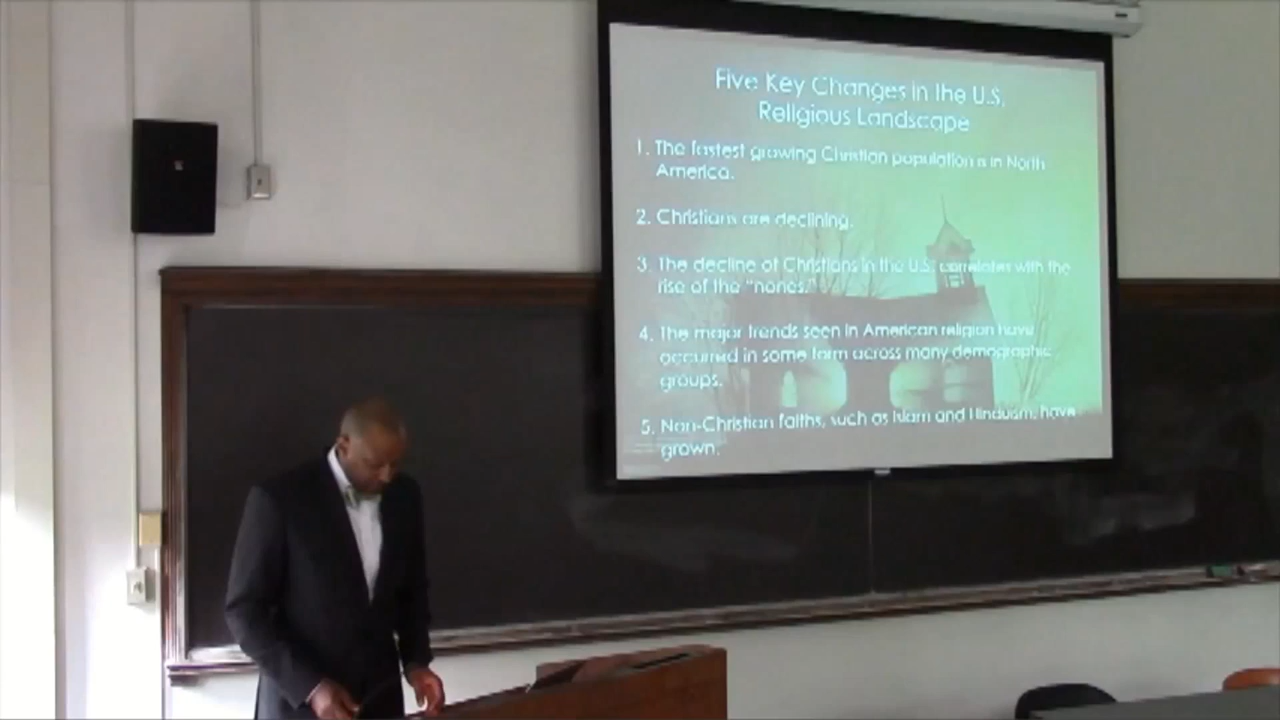 Five Key Changes in the U.S.
Religious Landscape
1. The fastest growing Christian population is in North
America.
2. Christians are declining.
3. The decline of Christians in the U.S. correlates with the
rise of the "nones."
4. The major trends seen in American religion have
occurred in some form across many demographic
groups.
5. Non-Christian faiths, such as Islam and Hinduism, have
grown.